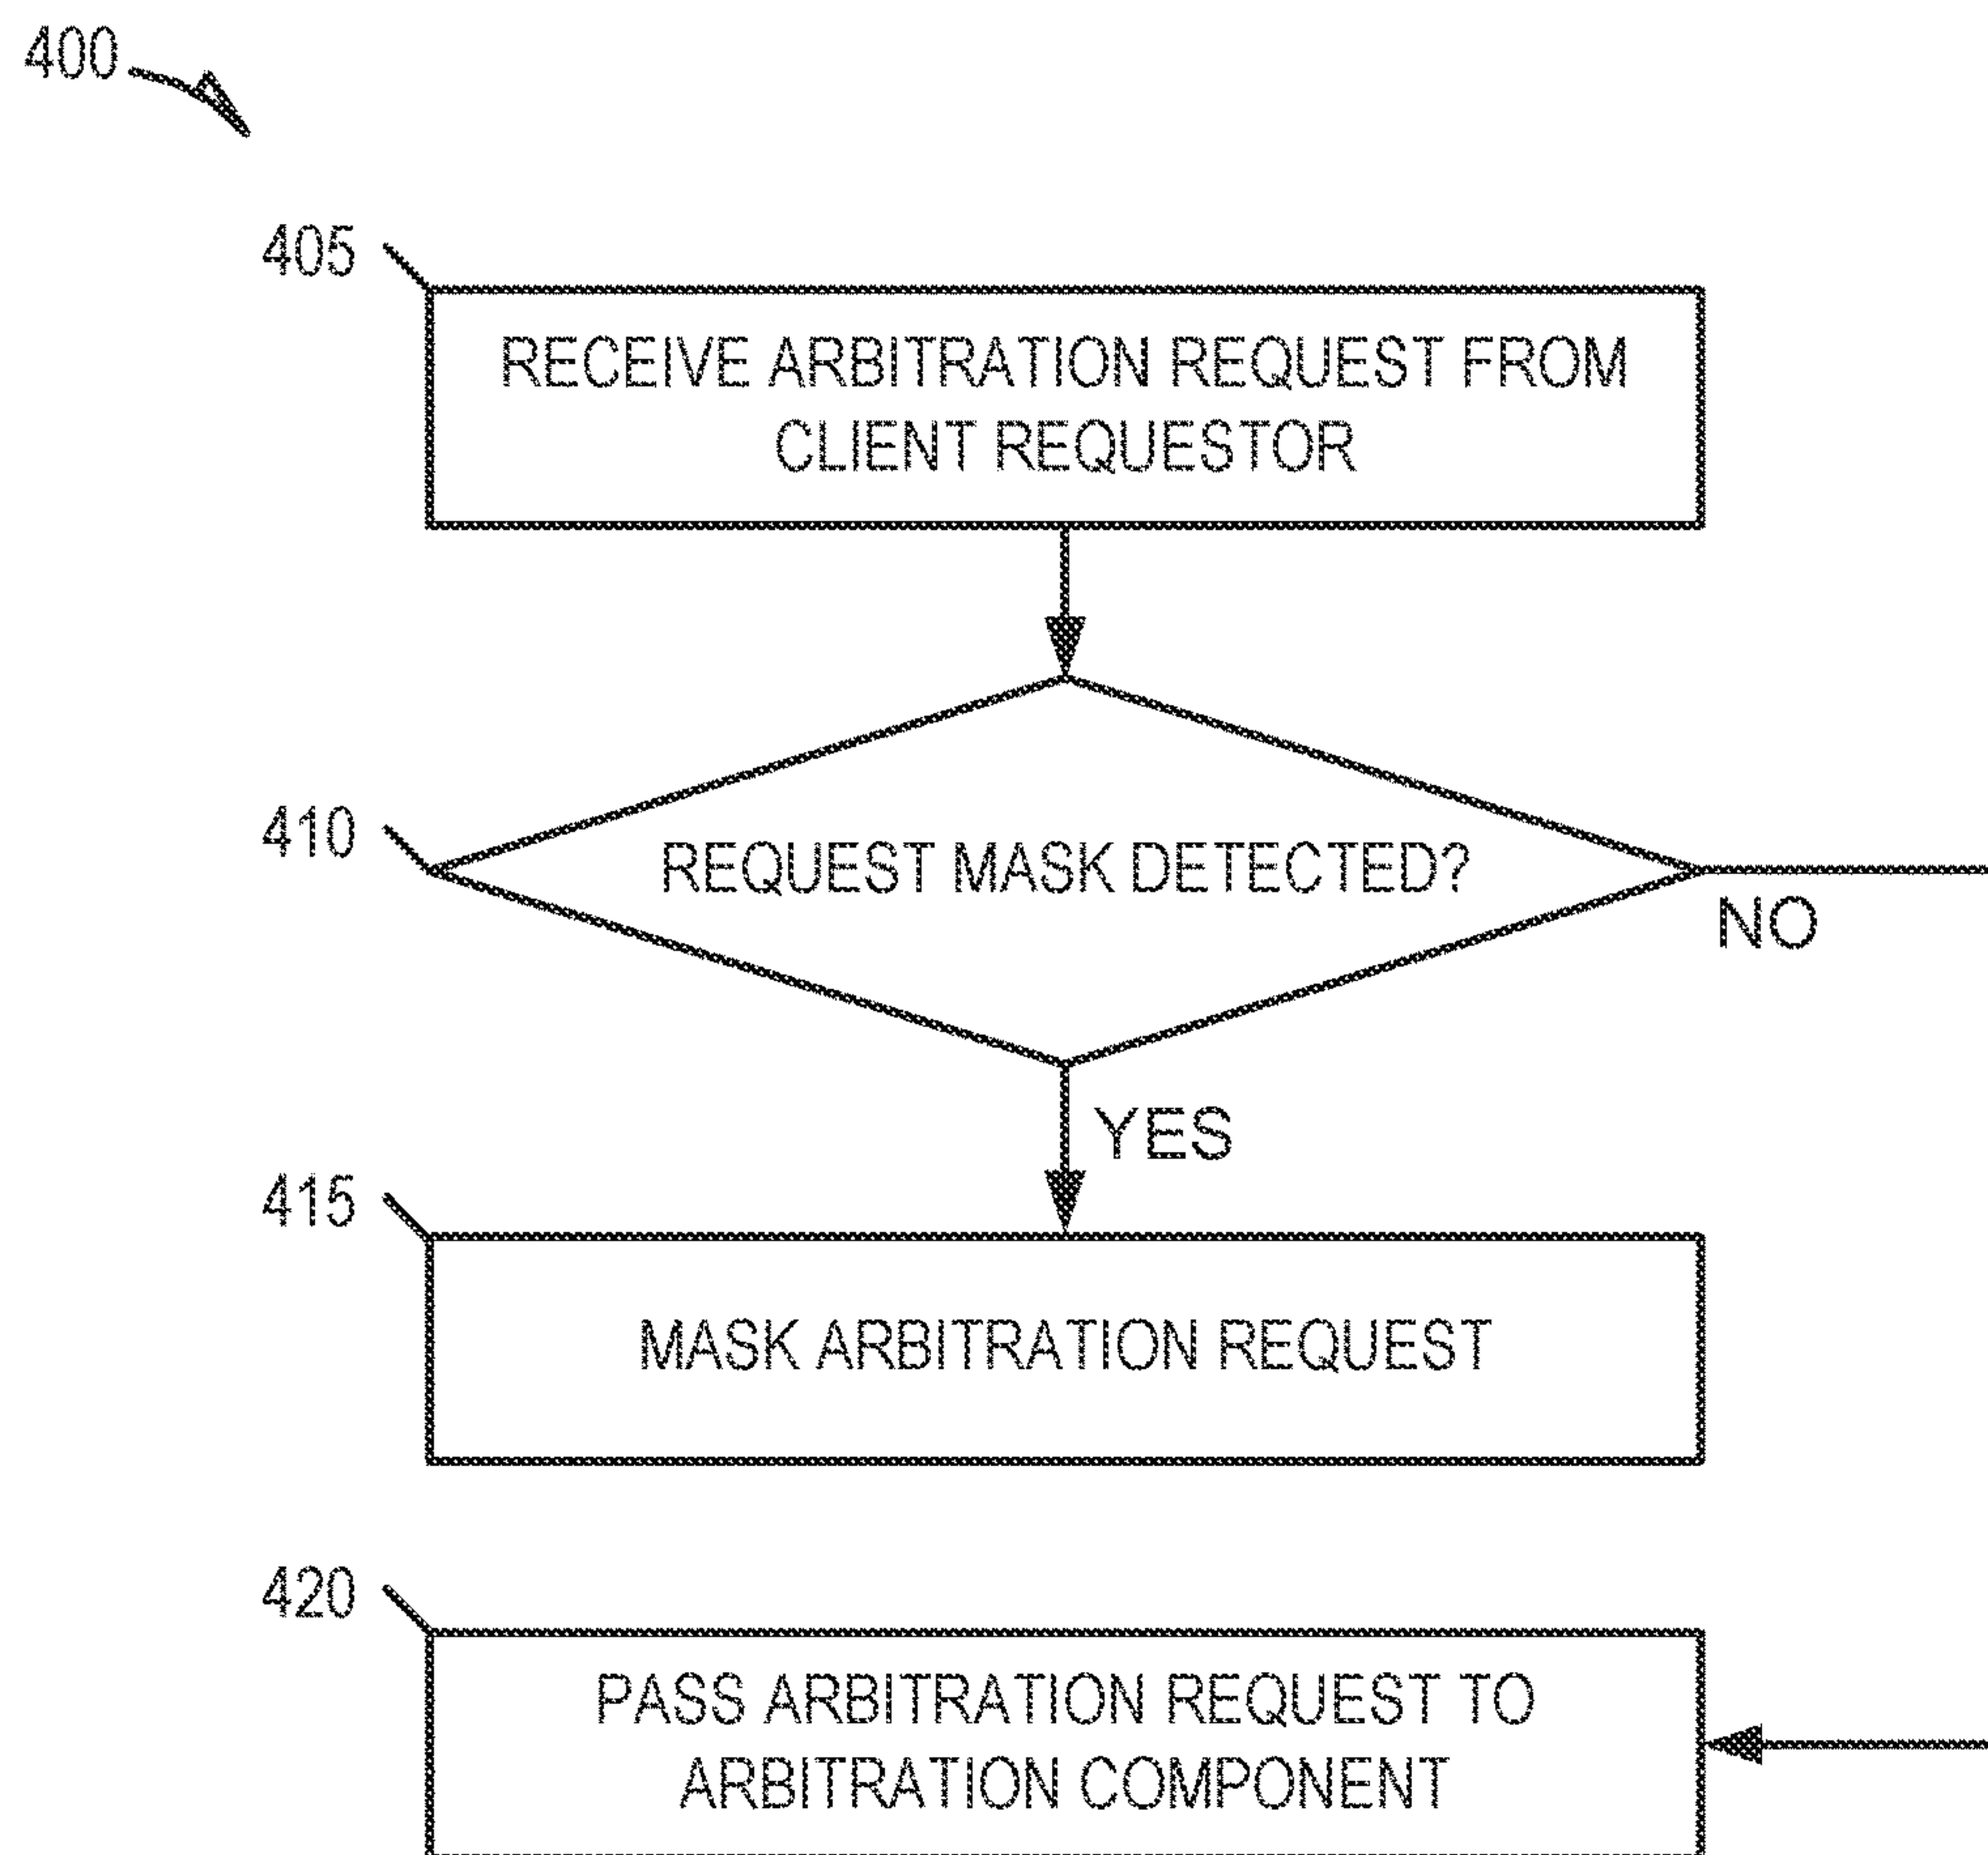 400
405
RECEIVE ARBITRATION REQUEST FROM
CLIENT REQUESTOR
410
REQUEST MASK DETECTED?
NO
YES
415
MASK ARBITRATION REQUEST
420
PASS ARBITRATION REQUEST TO
ARBITRATION COMPONENT